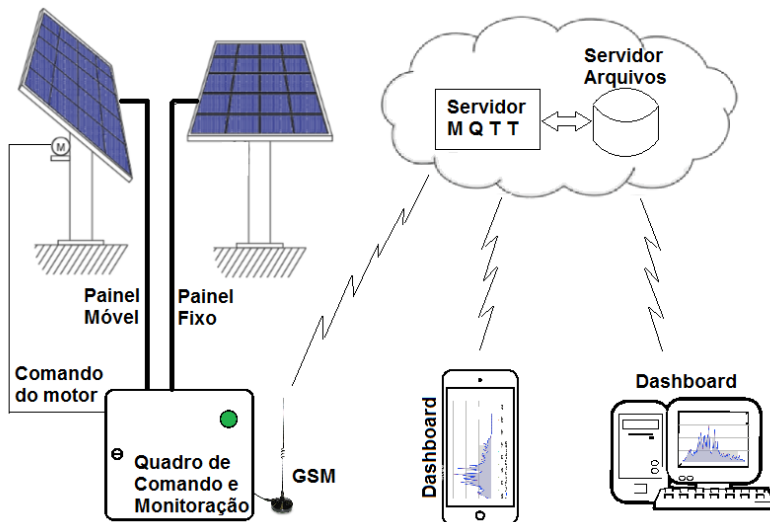 Servidor
Arquivos
Servidor
M Q T T
M
Painel
Móvel
Painel
Fixo
Comando
do motor
Quadro de
Comando e
Monitoração
GSM
Dashboard
Dashboard